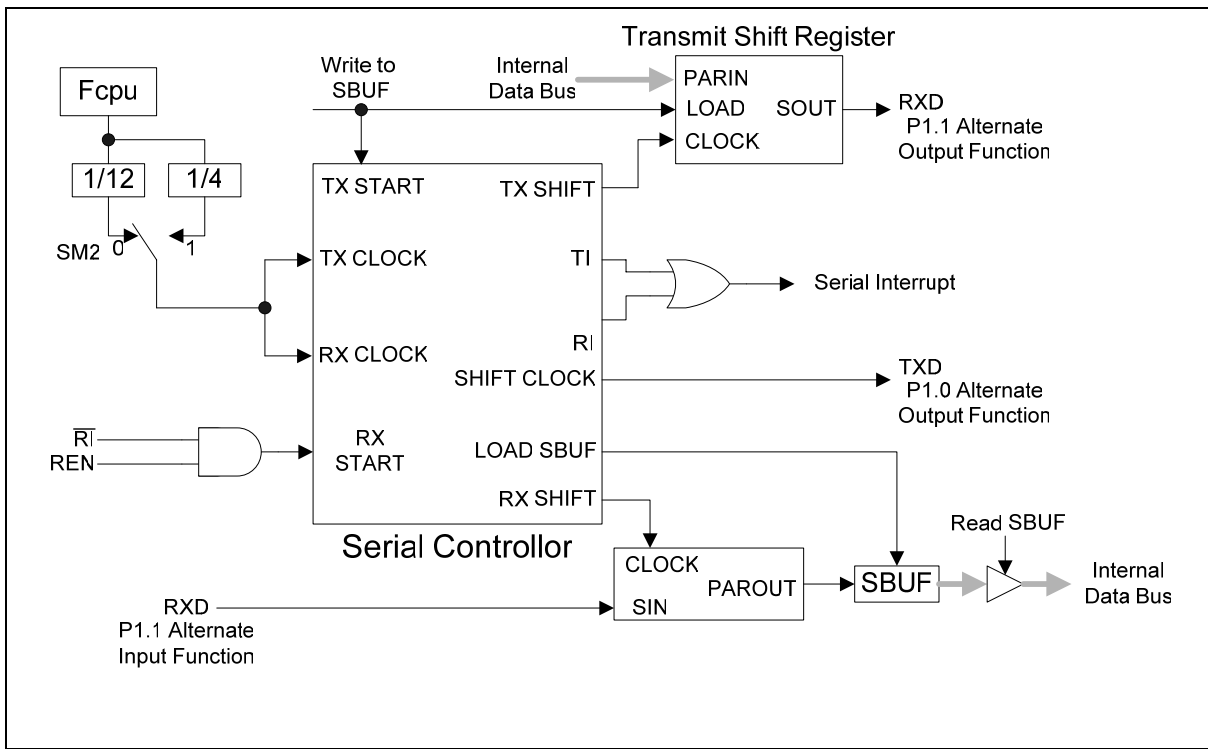 Transmit Shift Register
Write to
SBUF
Internal
Data Bus
Fcpu
PARIN
LOAD
SOUT
CLOCK
RXD
P1.1 Alternate
Output Function
1/12
1/4
SM2
0
1
TX START
TX SHIFT
TX CLOCK
TI
Serial Interrupt
RX CLOCK
RI
SHIFT CLOCK
TXD
P1.0 Alternate
Output Function
R̅I̅
REN
RX
START
LOAD SBUF
RX SHIFT
Serial Controllor
Read SBUF
CLOCK
PAROUT
SIN
SBUF
Internal
Data Bus
RXD
P1.1 Alternate
Input Function